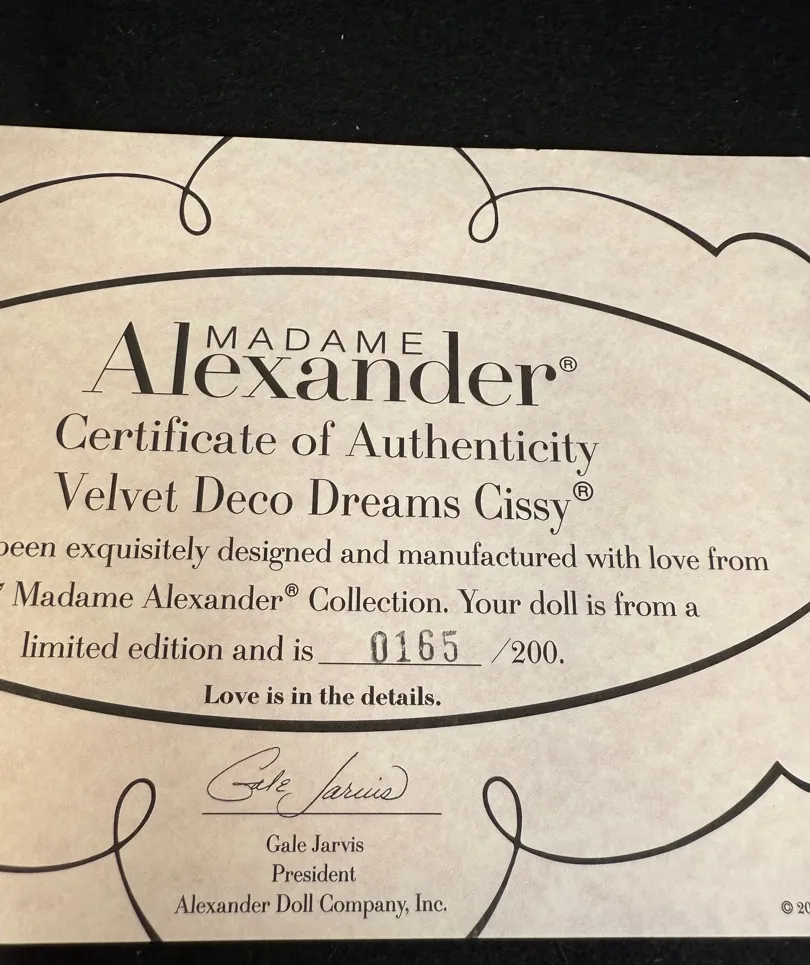 MADAME
Alexander®
Certificate of Authenticity
Velvet Deco Dreams Cissy®
been exquisitely designed and manufactured with love from
Madame Alexander® Collection. Your doll is from a
limited edition and is 0165 /200.
Love is in the details.
Gale Jarvis
Gale Jarvis
President
Alexander Doll Company, Inc.
© 20